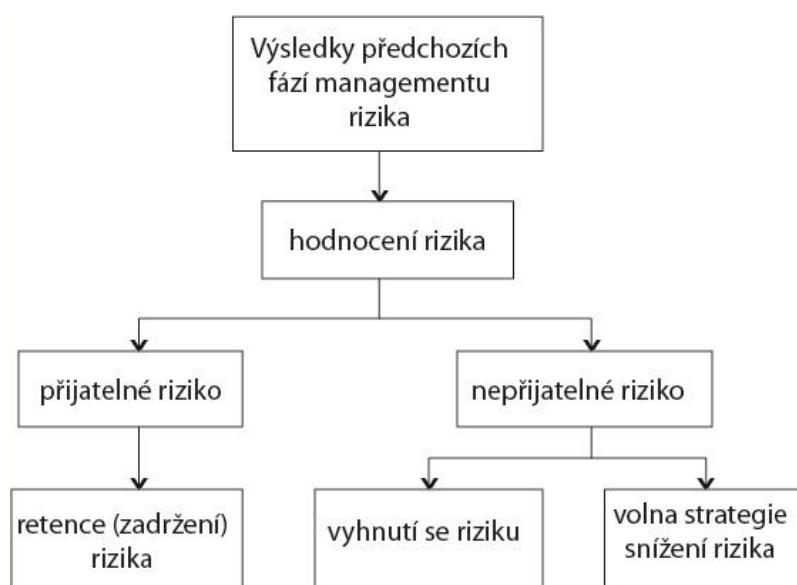 Výsledky předchozích
fází managementu
rizika
hodnocení rizika
přijatelné riziko
nepřijatelné riziko
retence (zadržení)
rizika
vyhnutí se riziku
volna strategie
snížení rizika